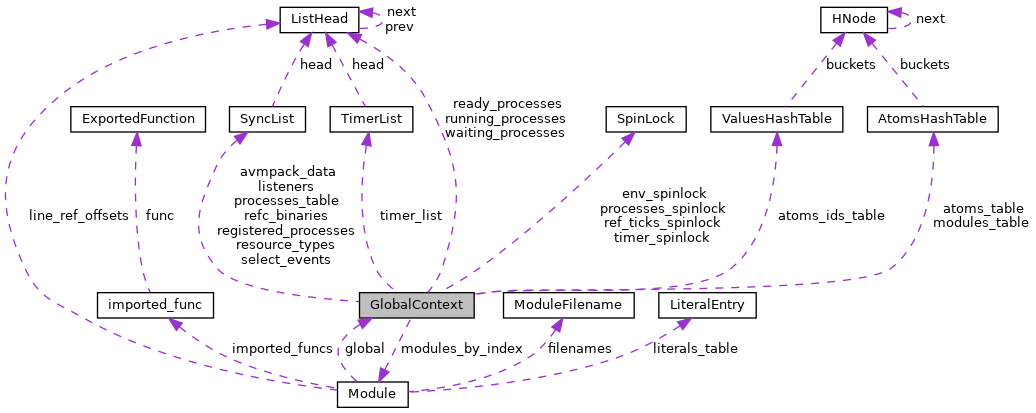 ListHead
next
prev
HNode
next
head
head
buckets
buckets
ready_processes
running_processes
waiting_processes
ExportedFunction
SyncList
TimerList
SpinLock
ValuesHashTable
AtomsHashTable
line_ref_offsets
func
avmpack_data
listeners
processes_table
refc_binaries
registered_processes
resource_types
select_events
timer_list
env_spinlock
processes_spinlock
ref_ticks_spinlock
timer_spinlock
atoms_ids_table
atoms_table
modules_table
imported_func
GlobalContext
ModuleFilename
LiteralEntry
imported_funcs
global
modules_by_index
filenames
literals_table
Module